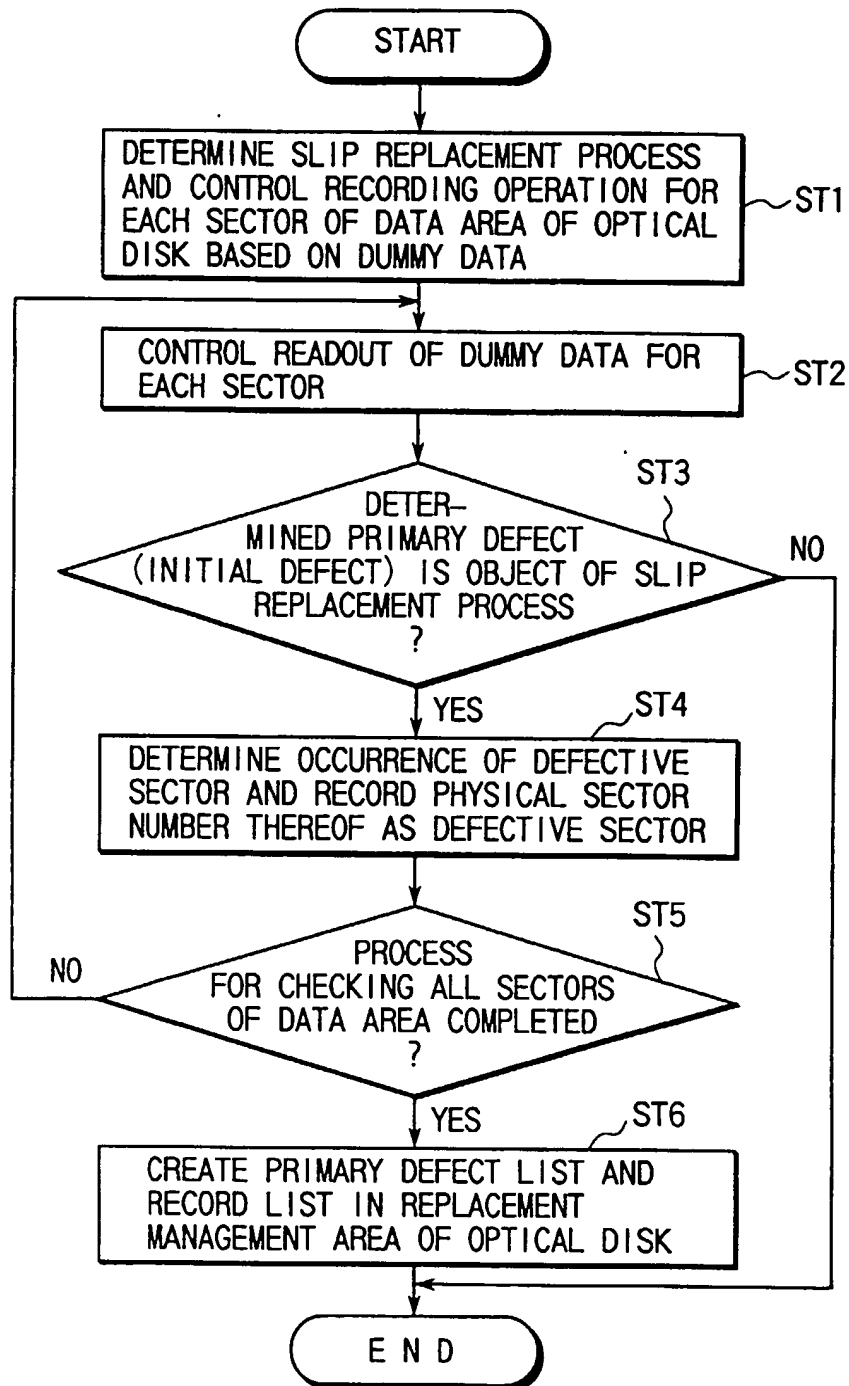 START
DETERMINE SLIP REPLACEMENT PROCESS
AND CONTROL RECORDING OPERATION FOR
EACH SECTOR OF DATA AREA OF OPTICAL
DISK BASED ON DUMMY DATA
ST1
CONTROL READOUT OF DUMMY DATA FOR
EACH SECTOR
ST2
ST3
DETER-
MINED PRIMARY DEFECT
(INITIAL DEFECT) IS OBJECT OF SLIP
REPLACEMENT PROCESS
?
NO
YES
ST4
DETERMINE OCCURRENCE OF DEFECTIVE
SECTOR AND RECORD PHYSICAL SECTOR
NUMBER THEREOF AS DEFECTIVE SECTOR
ST5
NO
PROCESS
FOR CHECKING ALL SECTORS
OF DATA AREA COMPLETED
?
YES
ST6
CREATE PRIMARY DEFECT LIST AND
RECORD LIST IN REPLACEMENT
MANAGEMENT AREA OF OPTICAL DISK
END